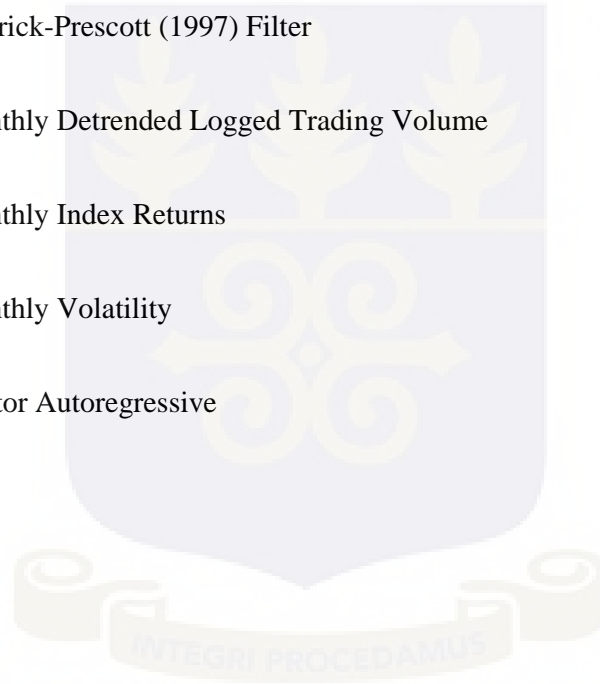 rick-Prescott (1997) Filter
nthly Detrended Logged Trading Volume
nthly Index Returns
nthly Volatility
tor Autoregressive
INTEGRI PROCEDAMUS